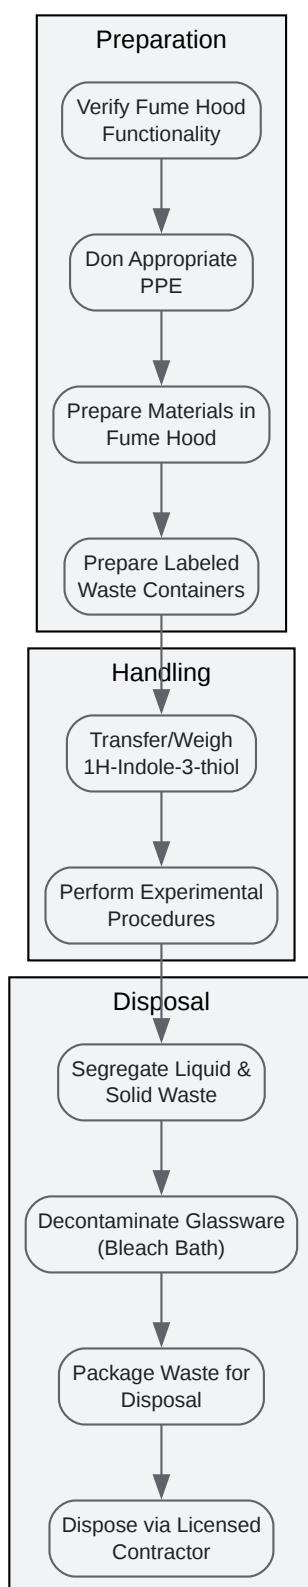 Preparation
Verify Fume Hood
Functionality
Don Appropriate
PPE
Prepare Materials in
Fume Hood
Prepare Labeled
Waste Containers
Handling
Transfer/Weigh
1H-Indole-3-thiol
Perform Experimental
Procedures
Disposal
Segregate Liquid &
Solid Waste
Decontaminate Glassware
(Bleach Bath)
Package Waste for
Disposal
Dispose via Licensed
Contractor